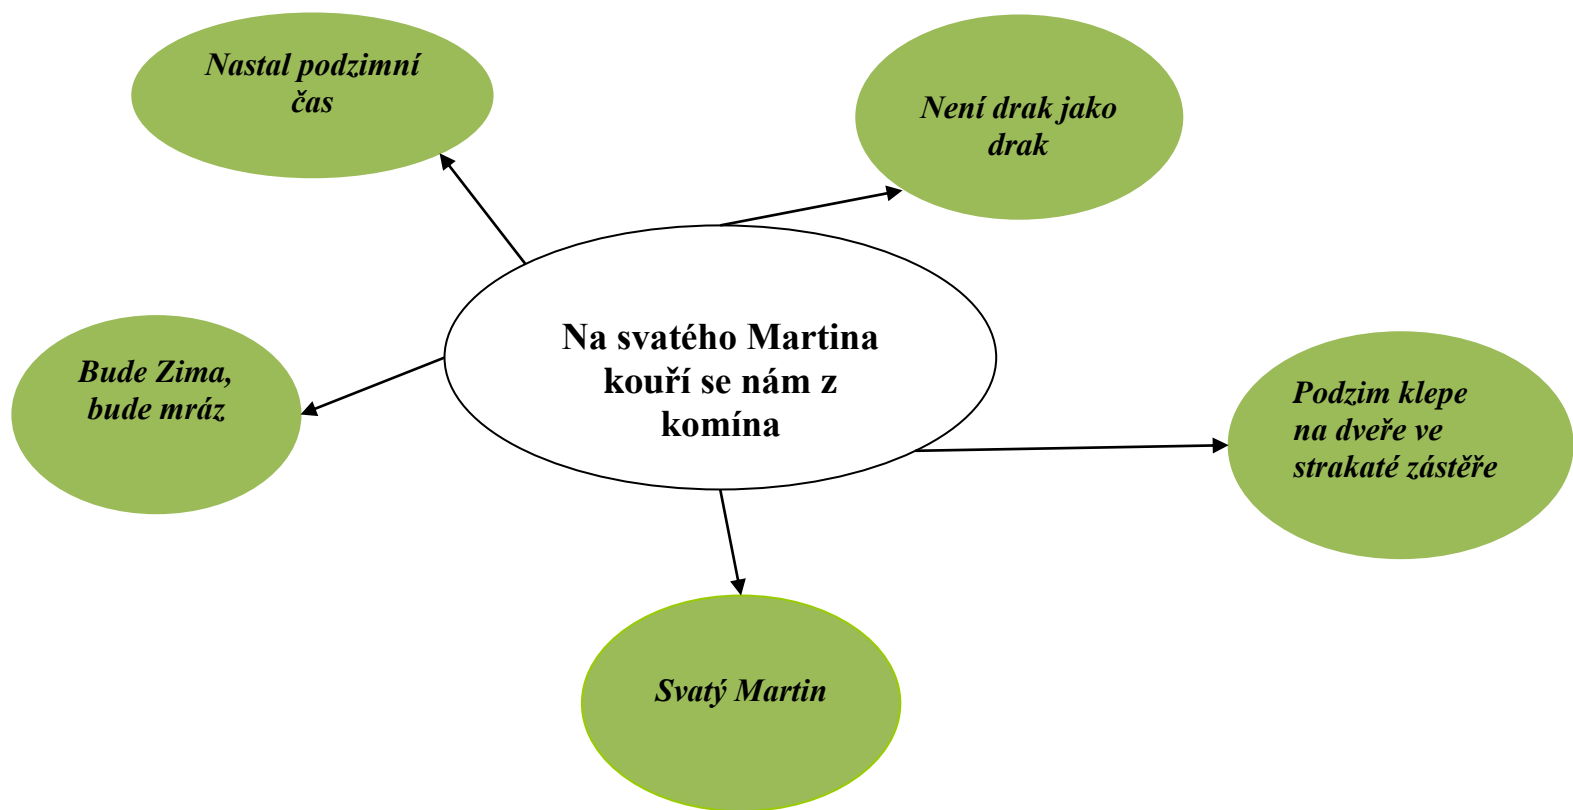 Nastal podzimní
čas
Není drak jako
drak
Na svatého Martina
kouří se nám z
komína
Bude Zima,
bude mráz
Podzim klepe
na dveře ve
strakaté zástěře
Svatý Martin